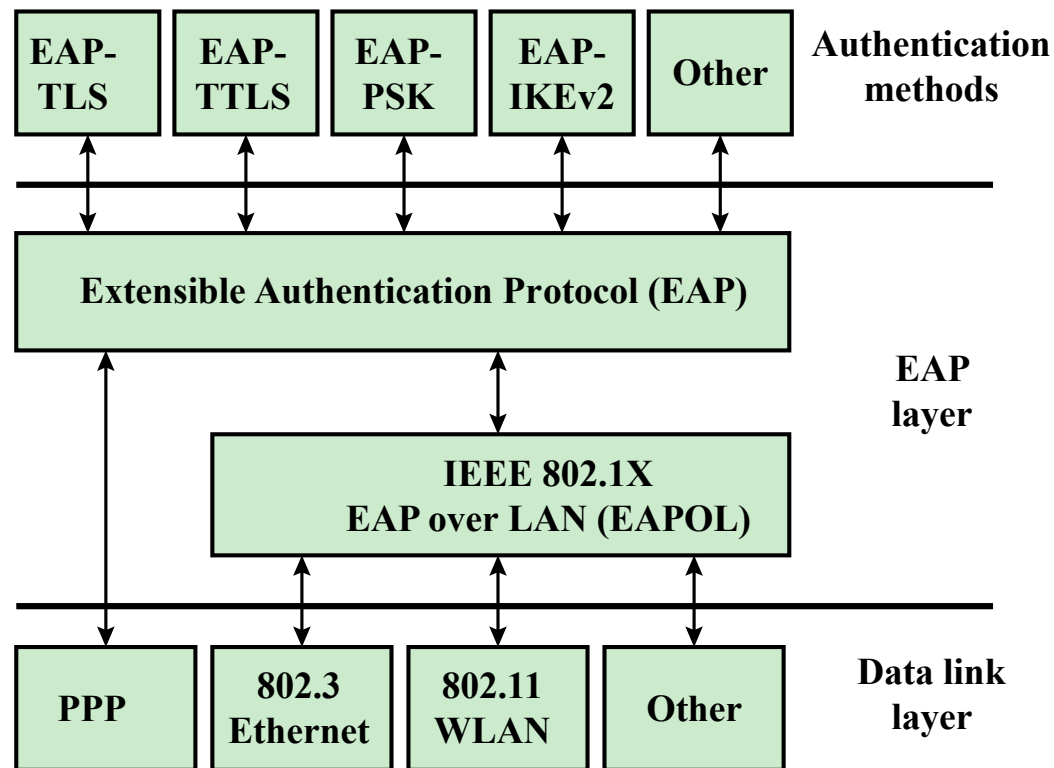 EAP-
TLS
EAP-
TTLS
EAP-
PSK
EAP-
IKEv2
Other
Authentication
methods
Extensible Authentication Protocol (EAP)
EAP
layer
IEEE 802.1X
EAP over LAN (EAPOL)
PPP
802.3
Ethernet
802.11
WLAN
Other
Data link
layer